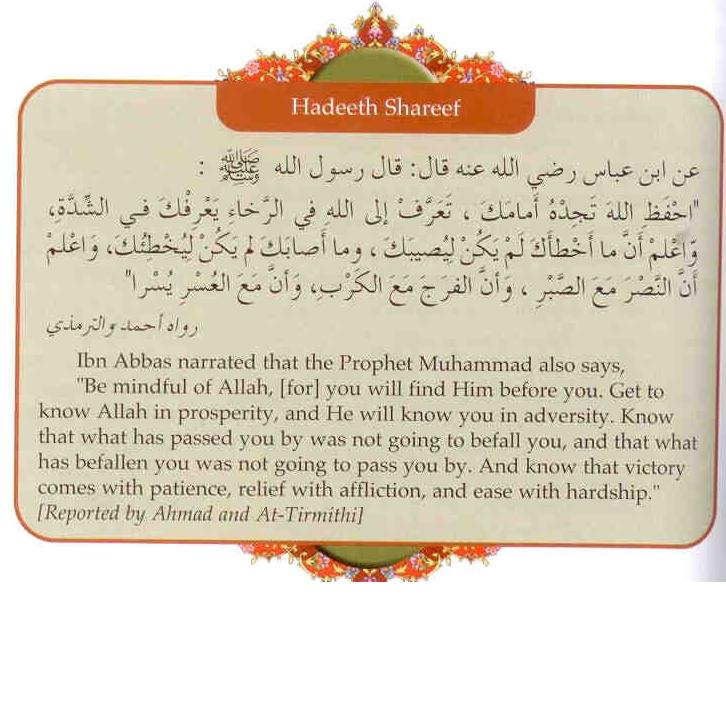 Hadeeth Shareef
عن ابن عباس رضي الله عنه قال: قال رسول الله ﷺ :
"احْفَظِ اللهَ تَجِدْهُ أَمامَكَ ، تَعَرَّفْ إلى اللهِ في الرَّخاءِ يَعْرِفْكَ في الشِّدَّةِ،
وَاعْلَمْ أَنَّ ما أَخْطَأَكَ لَمْ يَكُنْ لِيُصيبَكَ ، وما أَصابَكَ لم يَكُنْ لِيُخْطِئَكَ، وَاعْلَمْ
أَنَّ النَّصْرَ مَعَ الصَّبْرِ ، وَأنَّ الفَرَج مَعَ الكَرْبِ، وَأنَّ مَعَ العُسْرِ يُسْرا"
رواه أحمد والترمذي
Ibn Abbas narrated that the Prophet Muhammad also says,
"Be mindful of Allah, [for] you will find Him before you. Get to
know Allah in prosperity, and He will know you in adversity. Know
that what has passed you by was not going to befall you, and that what
has befallen you was not going to pass you by. And know that victory
comes with patience, relief with affliction, and ease with hardship."
[Reported by Ahmad and At-Tirmithi]